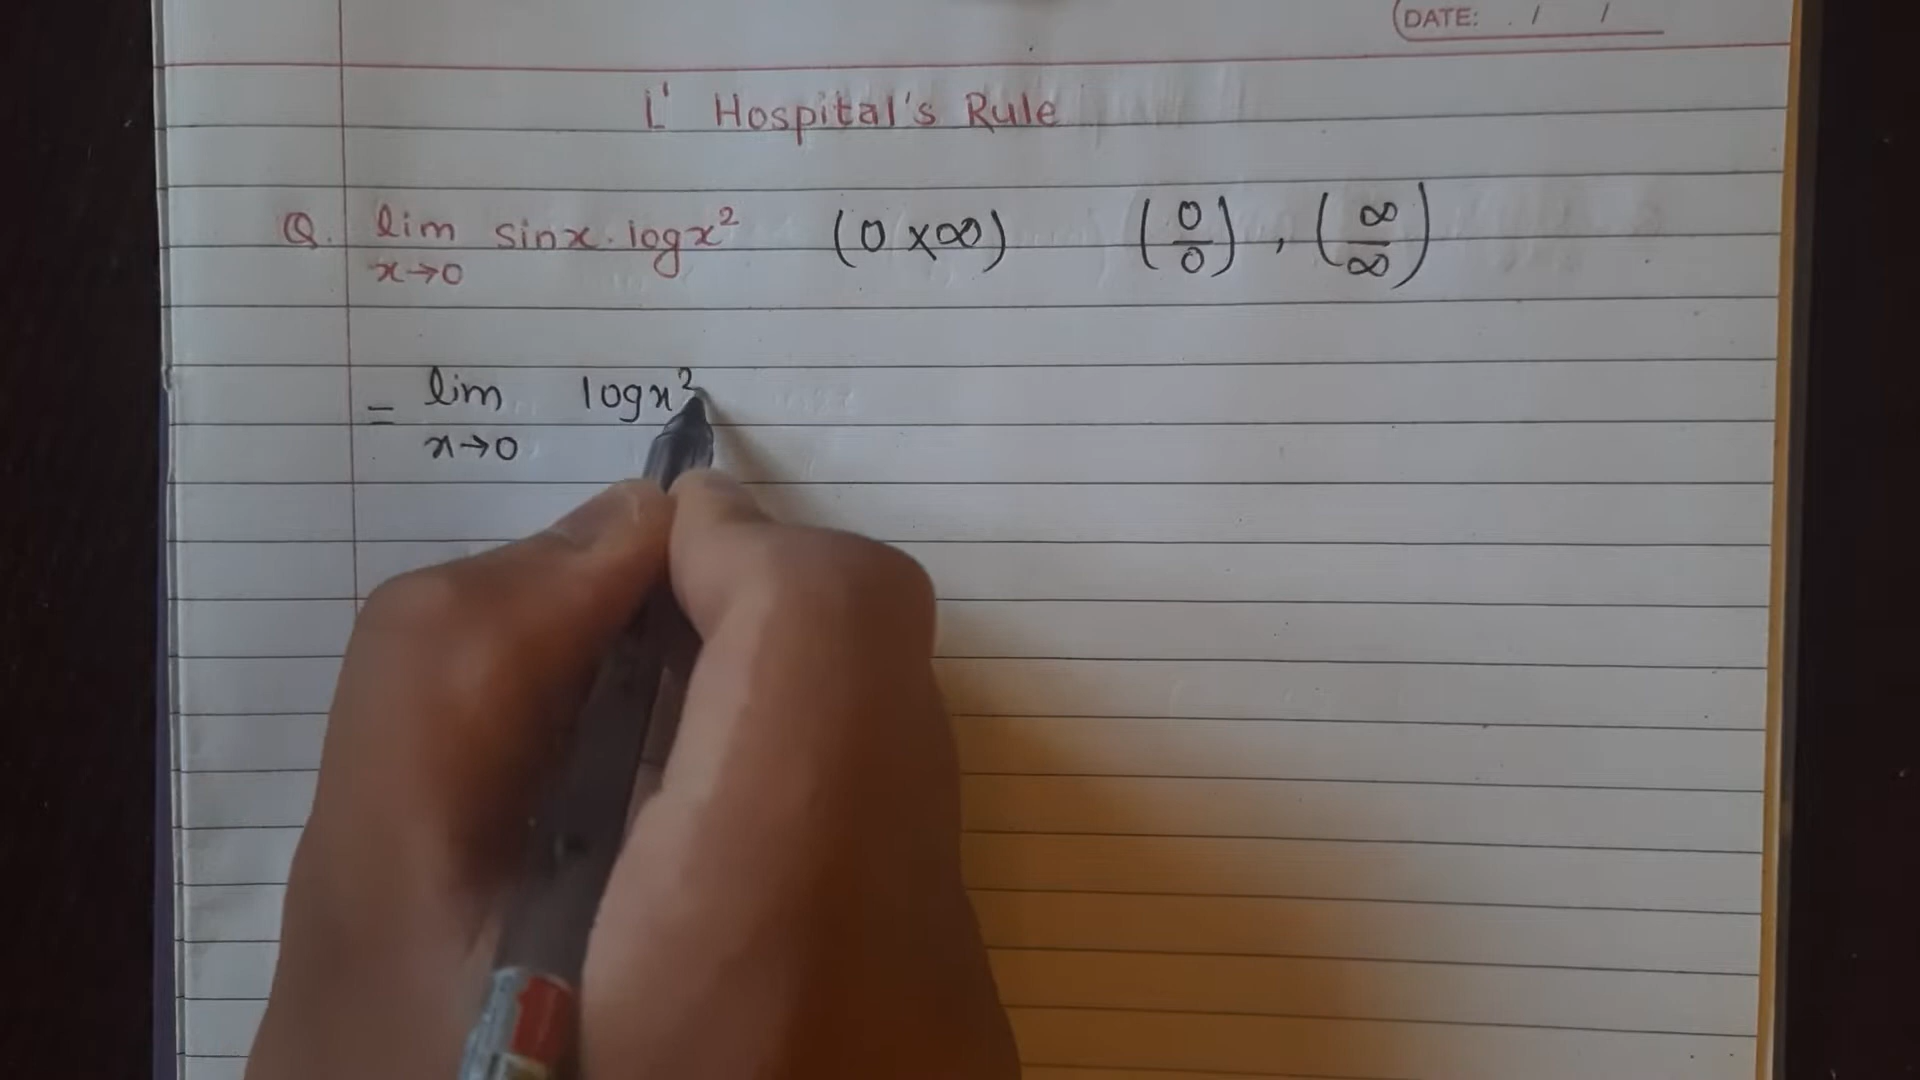 DATE: . / /
L' Hospital's Rule
Q. lim x→0 sinx. logx² (0 x∞) (0/0) , (∞/∞)
= lim x→0 logx²